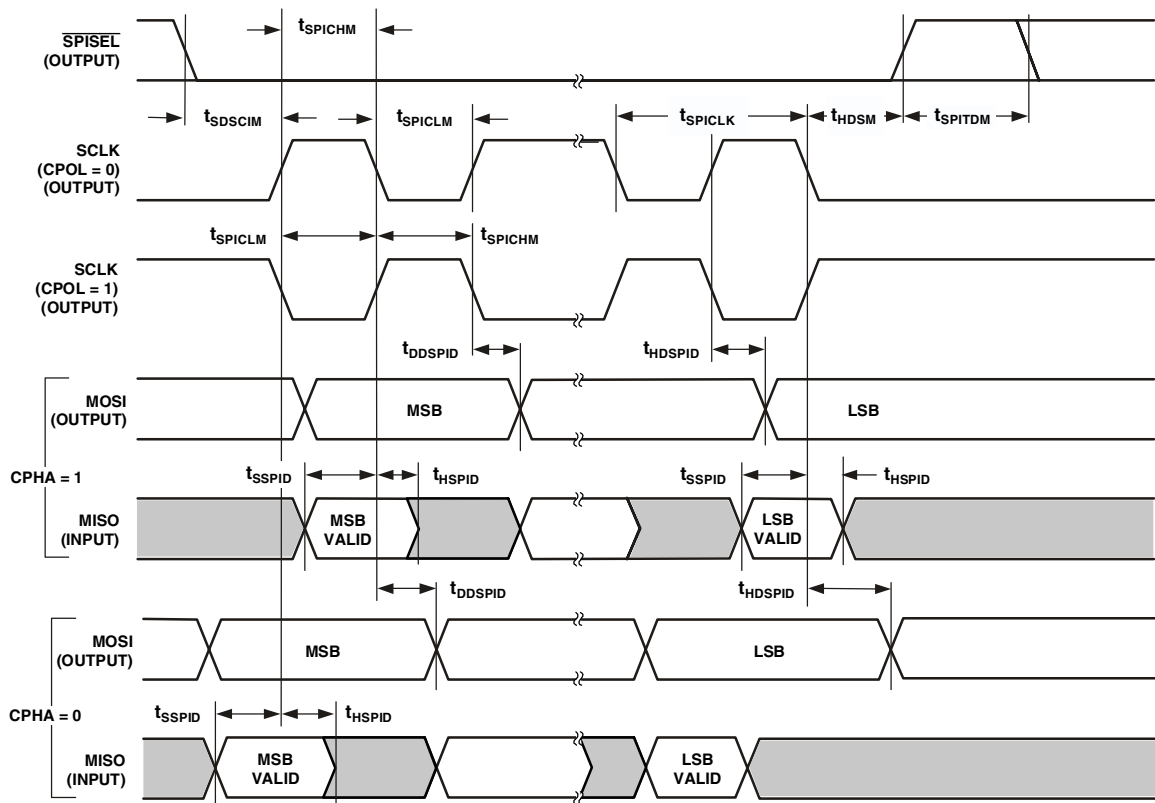 SPISEL
(OUTPUT)
tSPICHM
tSDSCIM
tSPICLM
tSPICLK
tHDSM
tSPITDM
SCLK
(CPOL = 0)
(OUTPUT)
tSPICLM
tSPICHM
SCLK
(CPOL = 1)
(OUTPUT)
tDDSPID
tHDSPID
MOSI
(OUTPUT)
MSB
LSB
CPHA = 1
tSSPID
tHSPID
tSSPID
tHSPID
MISO
(INPUT)
MSB
VALID
LSB
VALID
tDDSPID
tHDSPID
MOSI
(OUTPUT)
MSB
LSB
CPHA = 0
tSSPID
tHSPID
MISO
(INPUT)
MSB
VALID
LSB
VALID